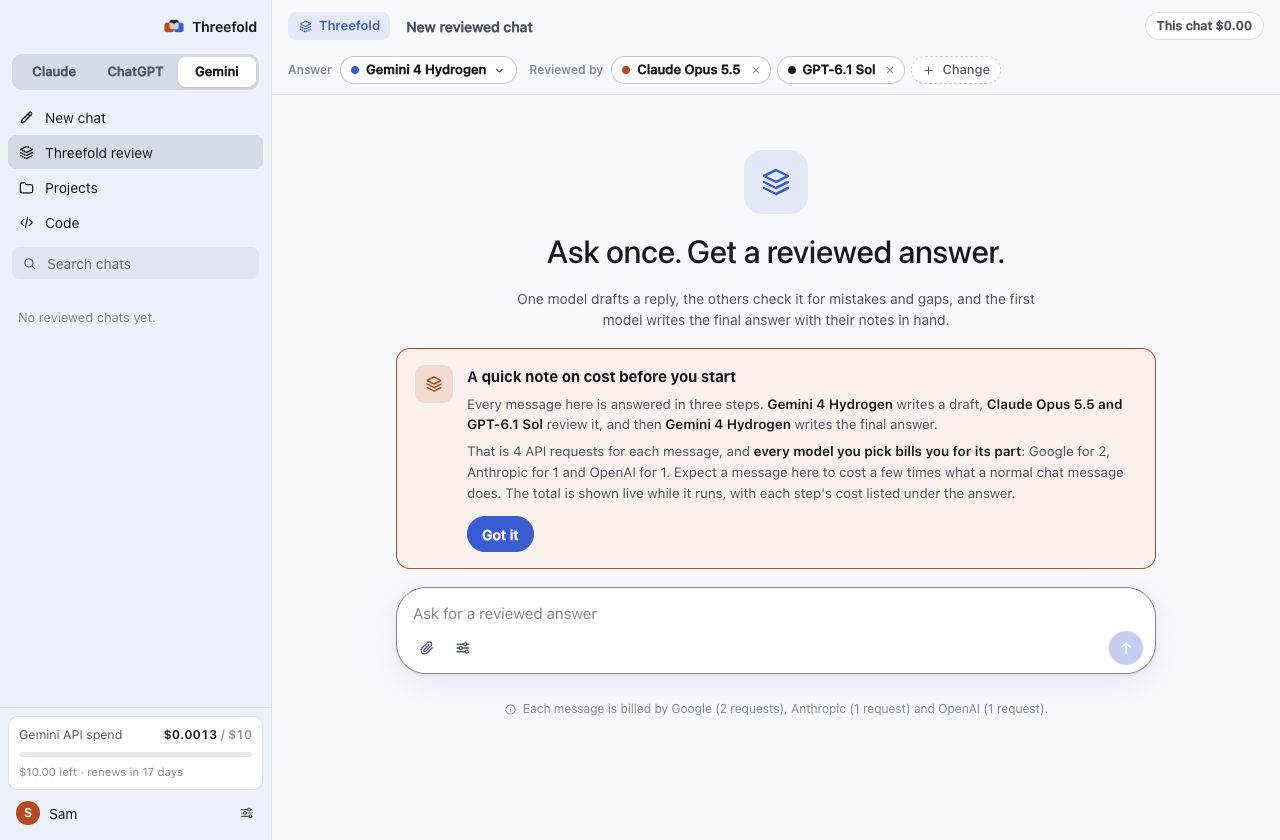 Threefold
Claude
ChatGPT
Gemini
New chat
Threefold review
Projects
Code
Search chats
No reviewed chats yet.
Gemini API spend
$0.0013 / $10
$10.00 left · renews in 17 days
S
Sam
Threefold
New reviewed chat
This chat $0.00
Answer
Gemini 4 Hydrogen
Reviewed by
Claude Opus 5.5 ×
GPT-6.1 Sol ×
+ Change
Ask once. Get a reviewed answer.
One model drafts a reply, the others check it for mistakes and gaps, and the first
model writes the final answer with their notes in hand.
A quick note on cost before you start
Every message here is answered in three steps. Gemini 4 Hydrogen writes a draft, Claude Opus 5.5 and
GPT-6.1 Sol review it, and then Gemini 4 Hydrogen writes the final answer.
That is 4 API requests for each message, and every model you pick bills you for its part: Google for 2,
Anthropic for 1 and OpenAI for 1. Expect a message here to cost a few times what a normal chat message
does. The total is shown live while it runs, with each step's cost listed under the answer.
Got it
Ask for a reviewed answer
Each message is billed by Google (2 requests), Anthropic (1 request) and OpenAI (1 request).